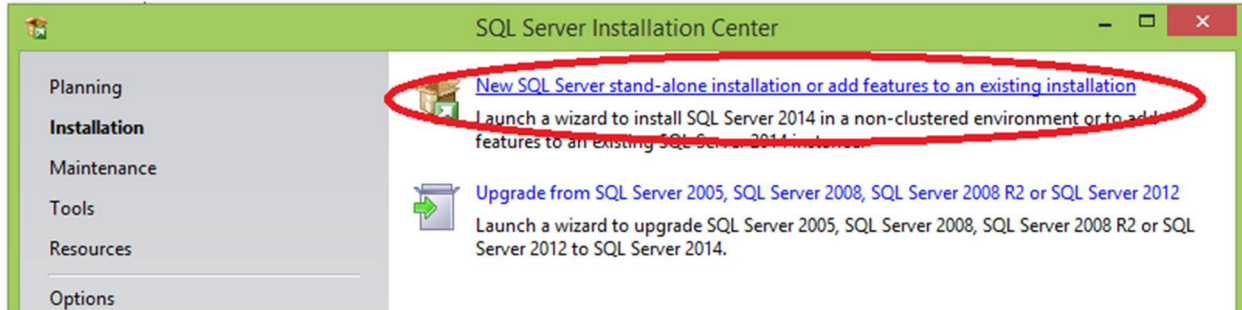 SQL Server Installation Center
Planning
Installation
Maintenance
Tools
Resources
Options
New SQL Server stand-alone installation or add features to an existing installation
Launch a wizard to install SQL Server 2014 in a non-clustered environment or to add
features to an existing SQL Server 2014 instance.
Upgrade from SQL Server 2005, SQL Server 2008, SQL Server 2008 R2 or SQL Server 2012
Launch a wizard to upgrade SQL Server 2005, SQL Server 2008, SQL Server 2008 R2 or SQL
Server 2012 to SQL Server 2014.